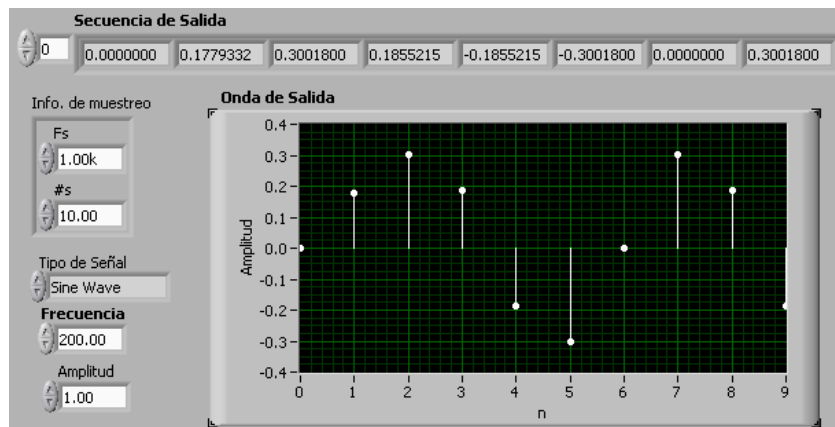 Secuencia de Salida
0 0.0000000 0.1779332 0.3001800 0.1855215 -0.1855215 -0.3001800 0.0000000 0.3001800
Info. de muestreo
Fs
1.00k
#s
10.00
Tipo de Señal
Sine Wave
Frecuencia
200.00
Amplitud
1.00
Onda de Salida
Amplitud
0.4
0.3
0.2
0.1
0.0
-0.1
-0.2
-0.3
-0.4
0 1 2 3 4 5 6 7 8 9
n